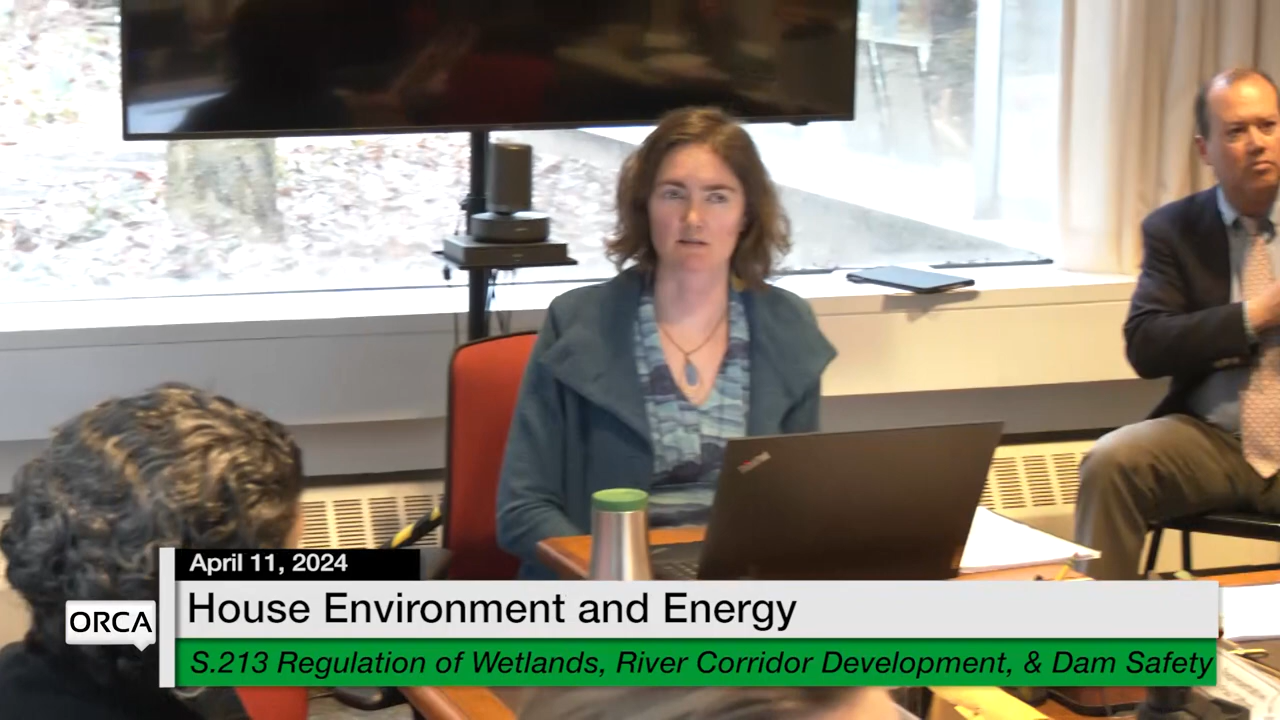 April 11, 2024
House Environment and Energy
ORCA
S.213 Regulation of Wetlands, River Corridor Development, & Dam Safety